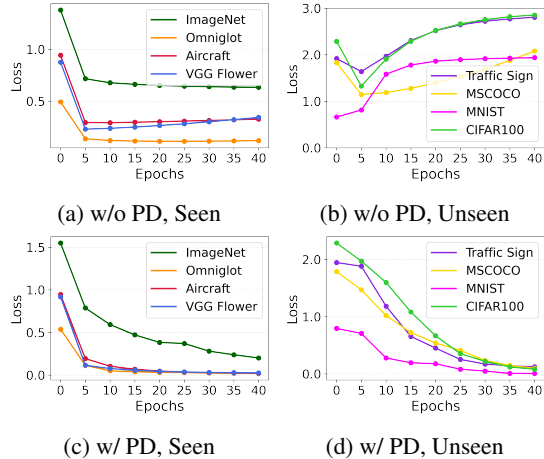 ImageNet
Omniglot
Aircraft
VGG Flower
Loss
1.0
0.5
0 5 10 15 20 25 30 35 40
Epochs
(a) w/o PD, Seen
3.0
2.0
1.0
0.0
Loss
Traffic Sign
MSCOCO
MNIST
CIFAR100
0 5 10 15 20 25 30 35 40
Epochs
(b) w/o PD, Unseen
1.5
1.0
0.5
0.0
Loss
ImageNet
Omniglot
Aircraft
VGG Flower
0 5 10 15 20 25 30 35 40
Epochs
(c) w/ PD, Seen
2.0
1.0
0.0
Loss
Traffic Sign
MSCOCO
MNIST
CIFAR100
0 5 10 15 20 25 30 35 40
Epochs
(d) w/ PD, Unseen